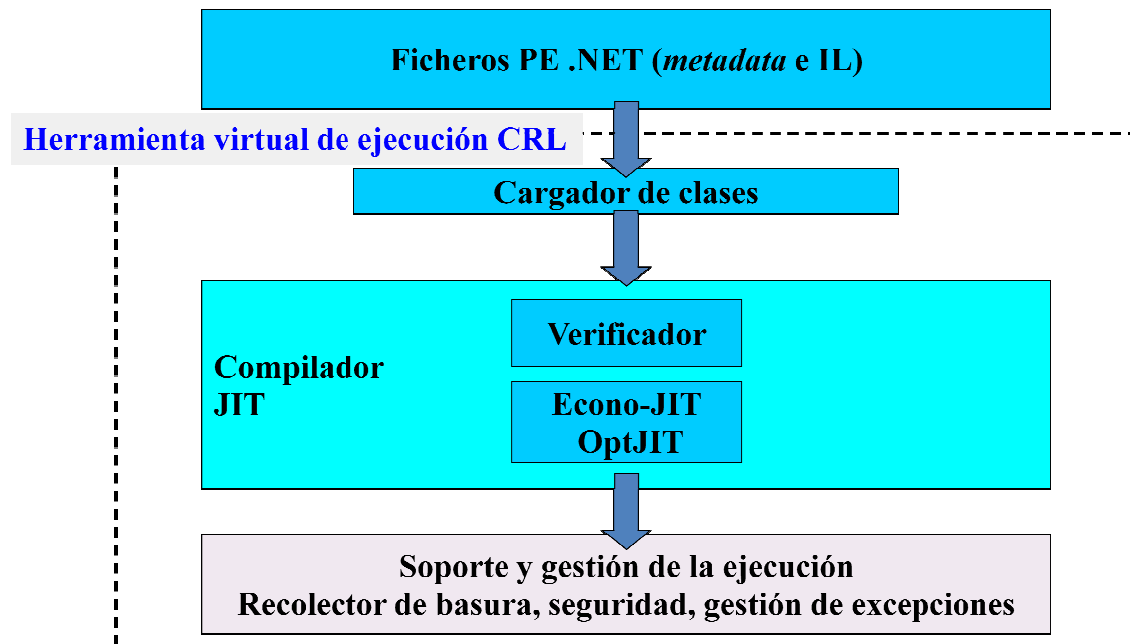 Ficheros PE .NET (metadata e IL)
Herramienta virtual de ejecución CRL
Cargador de clases
Verificador
Compilador
JIT
Econo-JIT
OptJIT
Soporte y gestión de la ejecución
Recolector de basura, seguridad, gestión de excepciones